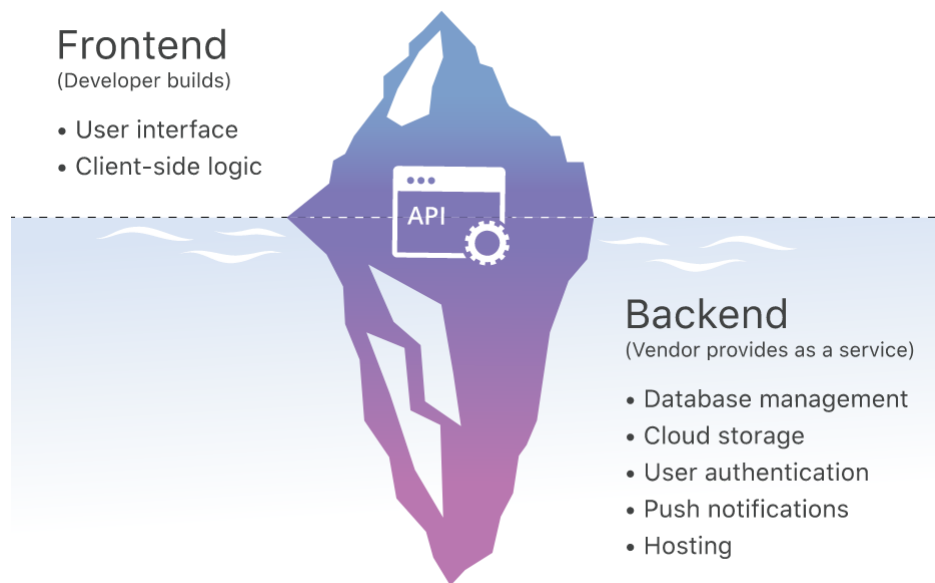 Frontend
(Developer builds)
• User interface
• Client-side logic
API
Backend
(Vendor provides as a service)
• Database management
• Cloud storage
• User authentication
• Push notifications
• Hosting